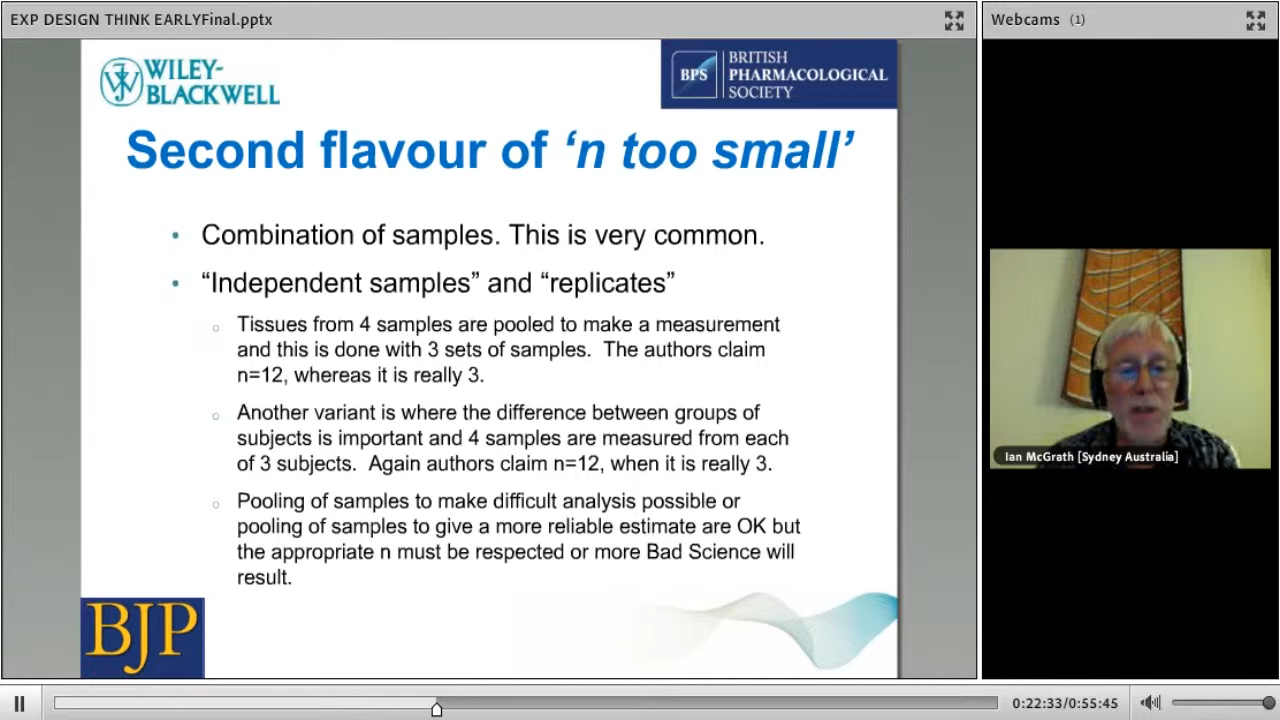 EXP DESIGN THINK EARLYFinal.pptx
Webcams (1)
WILEY-
BLACKWELL
BPS
BRITISH
PHARMACOLOGICAL
SOCIETY
Second flavour of ‘n too small’
• Combination of samples. This is very common.
• “Independent samples” and “replicates”
○ Tissues from 4 samples are pooled to make a measurement
and this is done with 3 sets of samples. The authors claim
n=12, whereas it is really 3.
○ Another variant is where the difference between groups of
subjects is important and 4 samples are measured from each
of 3 subjects. Again authors claim n=12, when it is really 3.
○ Pooling of samples to make difficult analysis possible or
pooling of samples to give a more reliable estimate are OK but
the appropriate n must be respected or more Bad Science will
result.
BJP
Ian McGrath [Sydney Australia]
0:22:33/0:55:45